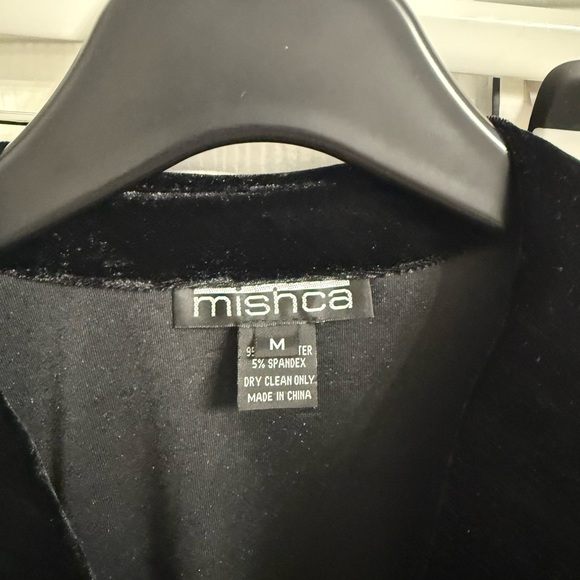 mishca
M
5% SPANDEX
DRY CLEAN ONLY
MADE IN CHINA